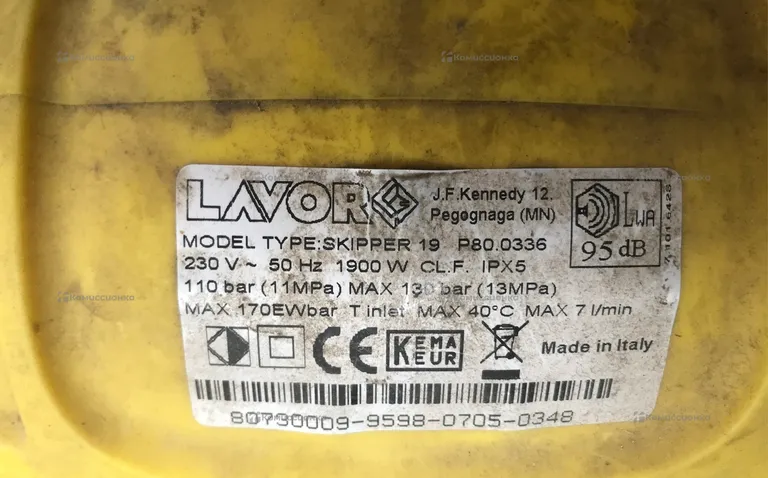 LAVOR
J.F.Kennedy 12.
Pegognaga (MN)
LWA
95 dB
MODEL TYPE:SKIPPER 19 P80.0336
230 V ~ 50 Hz 1900 W CL.F. IPX5
110 bar (11MPa) MAX 130 bar (13MPa)
MAX 170EWbar T inlet MAX 40°C MAX 7 l/min
CE
KEMA
EUR
Made in Italy
80730009-9598-0705-0348
Комиссионко